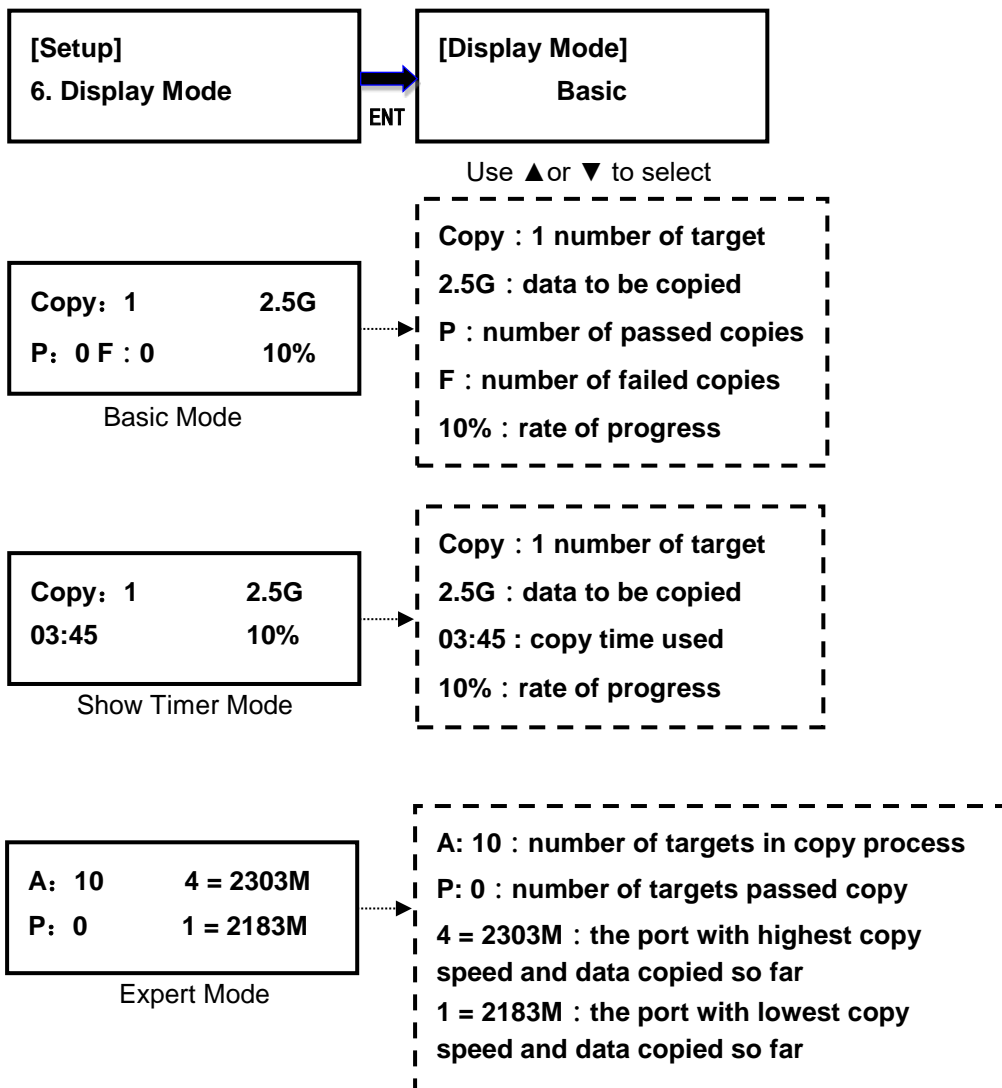 [Setup]
6. Display Mode
ENT
[Display Mode]
Basic
Use ▲or ▼ to select
Copy：1 2.5G
P：0 F：0 10%
Basic Mode
Copy：1 number of target
2.5G：data to be copied
P：number of passed copies
F：number of failed copies
10%：rate of progress
Copy：1 2.5G
03:45 10%
Show Timer Mode
Copy：1 number of target
2.5G：data to be copied
03:45 : copy time used
10%：rate of progress
A：10 4 = 2303M
P：0 1 = 2183M
Expert Mode
A: 10：number of targets in copy process
P: 0：number of targets passed copy
4 = 2303M：the port with highest copy
speed and data copied so far
1 = 2183M：the port with lowest copy
speed and data copied so far